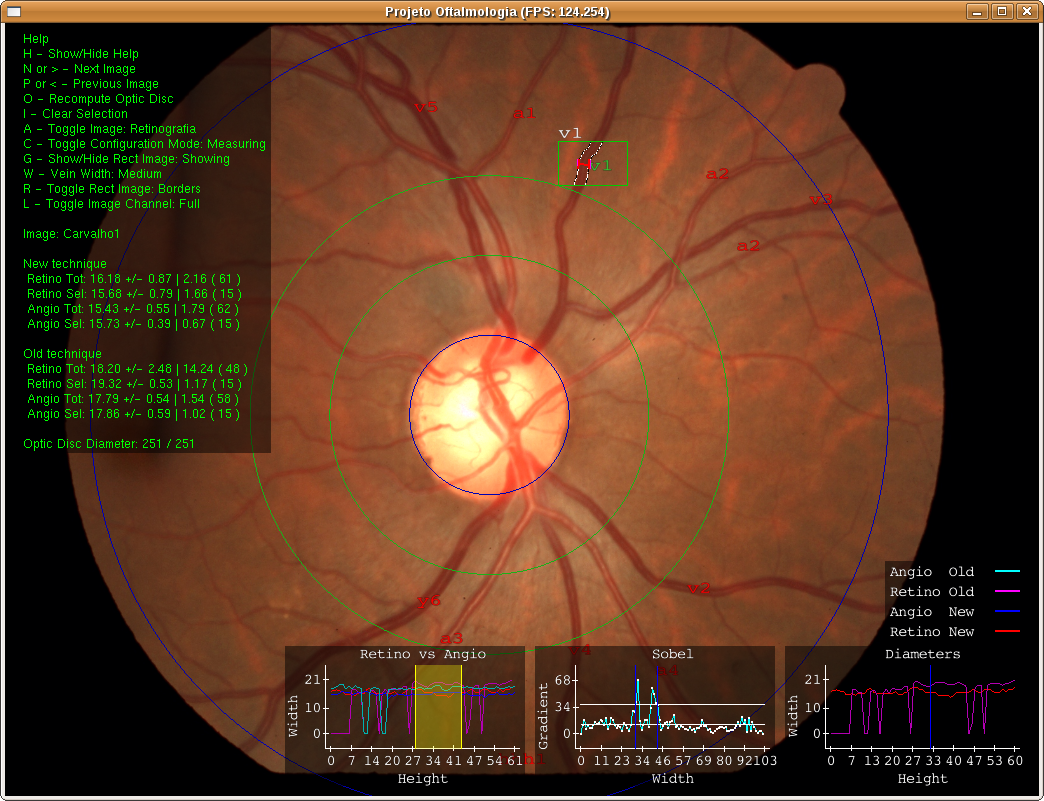 Projeto Oftalmologia (FPS: 124.254)
Help
H - Show/Hide Help
N or > - Next Image
P or < - Previous Image
O - Recompute Optic Disc
I - Clear Selection
A - Toggle Image: Retinografia
C - Toggle Configuration Mode: Measuring
G - Show/Hide Rect Image: Showing
W - Vein Width: Medium
R - Toggle Rect Image: Borders
L - Toggle Image Channel: Full
Image: Carvalho1
New technique
Retino Tot: 16.18 +/- 0.87 | 2.16 ( 61 )
Retino Sel: 15.68 +/- 0.79 | 1.66 ( 15 )
Angio Tot: 15.43 +/- 0.55 | 1.79 ( 62 )
Angio Sel: 15.73 +/- 0.39 | 0.67 ( 15 )
Old technique
Retino Tot: 18.20 +/- 2.48 | 14.24 ( 48 )
Retino Sel: 19.32 +/- 0.53 | 1.17 ( 15 )
Angio Tot: 17.79 +/- 0.54 | 1.54 ( 58 )
Angio Sel: 17.86 +/- 0.59 | 1.02 ( 15 )
Optic Disc Diameter: 251 / 251
v5
a1
v1
v1
a2
a2
v2
v6
a3
a4
Angio Old
Retino Old
Angio New
Retino New
Retino vs Angio
Width
21
10
0
0 7 14 20 27 34 41 47 54 61
Height
Sobel
Gradient
68
34
0
0 11 23 34 46 57 69 80 92 103
Width
Diameters
Width
21
10
0
0 7 13 20 27 33 40 47 53 60
Height